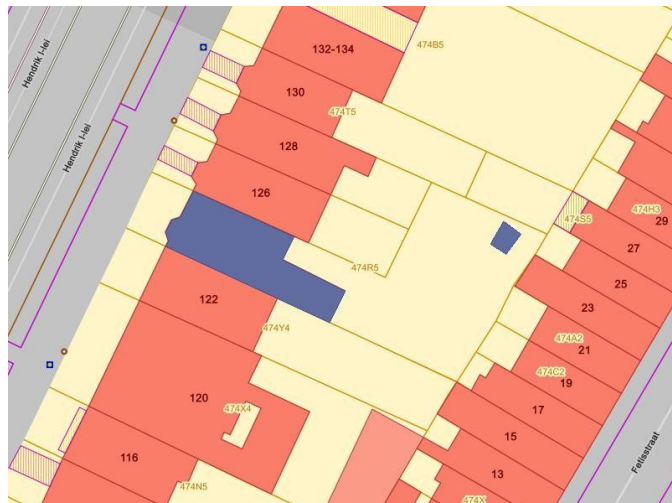 Hendrik I-lei
Hendrik I-lei
132-134
474B5
130
474T5
128
126
474R5
122
474Y4
120
474X4
116
474N5
474H3
29
474S5
27
25
23
474A2
21
474C2
19
17
15
13
474X
Fetisstraat